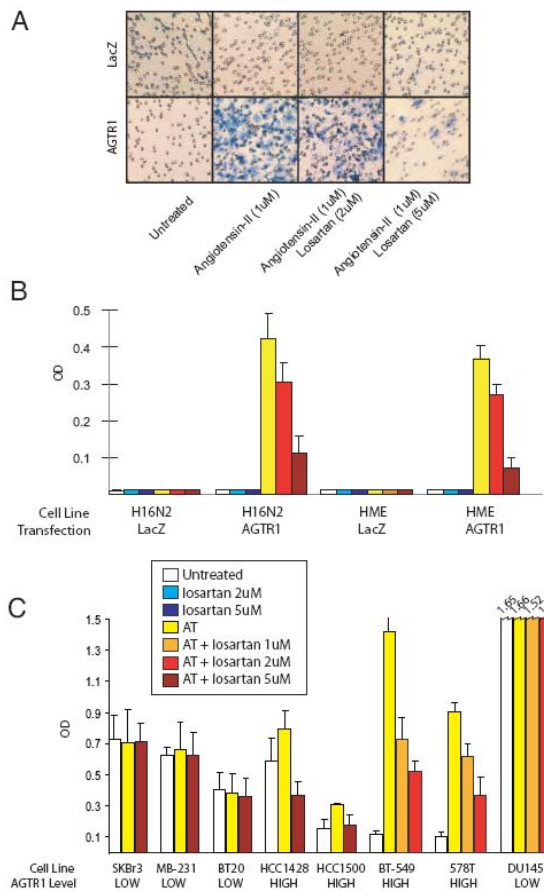 A
LacZ
AGTR1
Untreated
Angiotensin-II (1uM)
Angiotensin-II (1uM)
Losartan (2uM)
Angiotensin-II (1uM)
Losartan (5uM)
B
0.5
0.4
0.3
0.2
0.1
OD
Cell Line H16N2 H16N2 HME HME
Transfection LacZ AGTR1 LacZ AGTR1
Untreated
losartan 2uM
losartan 5uM
AT
AT + losartan 1uM
AT + losartan 2uM
AT + losartan 5uM
C
1.65 1.66 1.52
1.5
1.3
1.1
0.9
0.7
0.5
0.3
0.1
OD
Cell Line SKBr3 MB-231 BT20 HCC1428 HCC1500 BT-549 578T DU145
AGTR1 Level LOW LOW LOW HIGH HIGH HIGH HIGH LOW